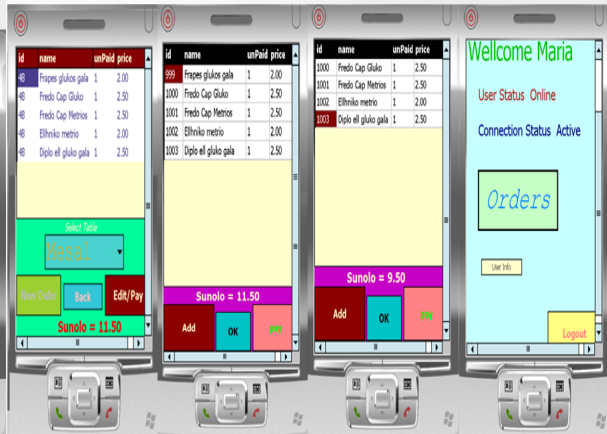 id name unPaid price
48 Frapes glukos gala 1 2.00
48 Fredo Cap Gluko 1 2.50
48 Fredo Cap Metrios 1 2.50
48 Ellhniko metrio 1 2.00
48 Diplo ell gluko gala 1 2.50
Select Table
Mesa1
New Order Back Edit/Pay
Sunolo = 11.50
id name unPaid price
999 Frapes glukos gala 1 2.00
1000 Fredo Cap Gluko 1 2.50
1001 Fredo Cap Metrios 1 2.50
1002 Ellhniko metrio 1 2.00
1003 Diplo ell gluko gala 1 2.50
Sunolo = 11.50
Add OK pay
id name unPaid price
1000 Fredo Cap Gluko 1 2.50
1001 Fredo Cap Metrios 1 2.50
1002 Ellhniko metrio 1 2.00
1003 Diplo ell gluko gala 1 2.50
Sunolo = 9.50
Add OK pay
Wellcome Maria
User Status Online
Connection Status Active
Orders
User Info
Logout